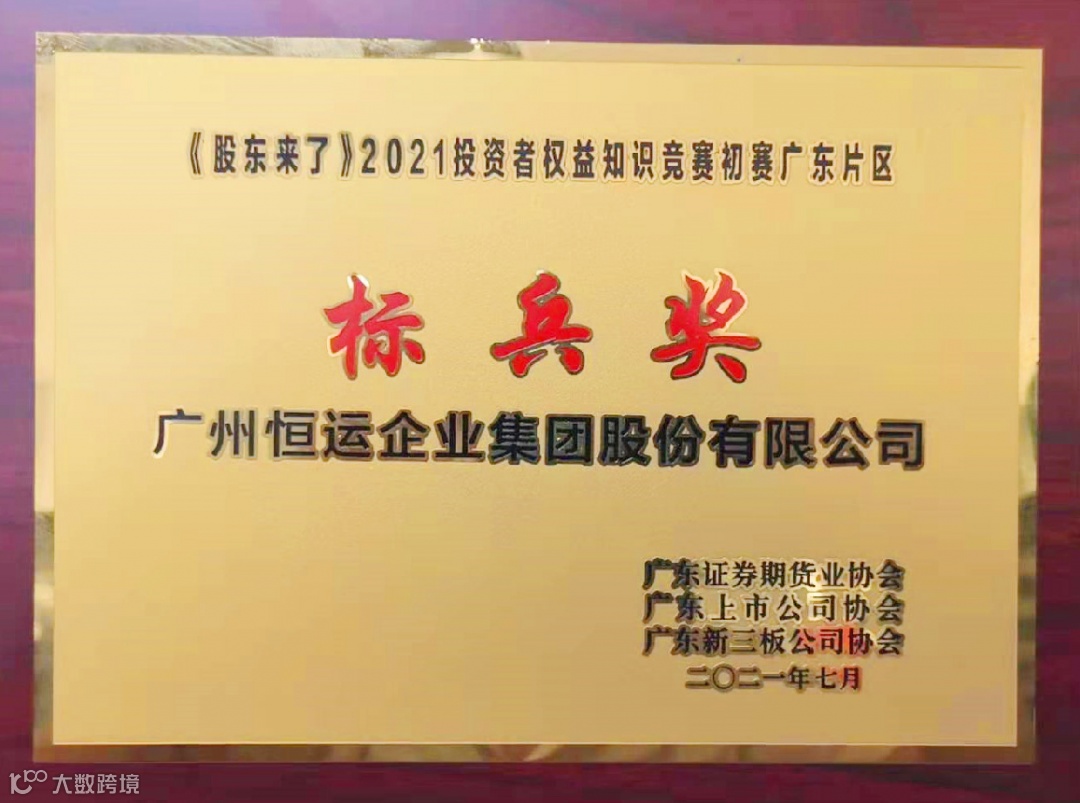 《股东来了》2021投资者权益知识竞赛初赛广东片区
标兵奖
广州恒运企业集团股份有限公司
广东证券期货业协会
广东上市公司协会
广东新三板公司协会
二〇二一年七月
大数跨境